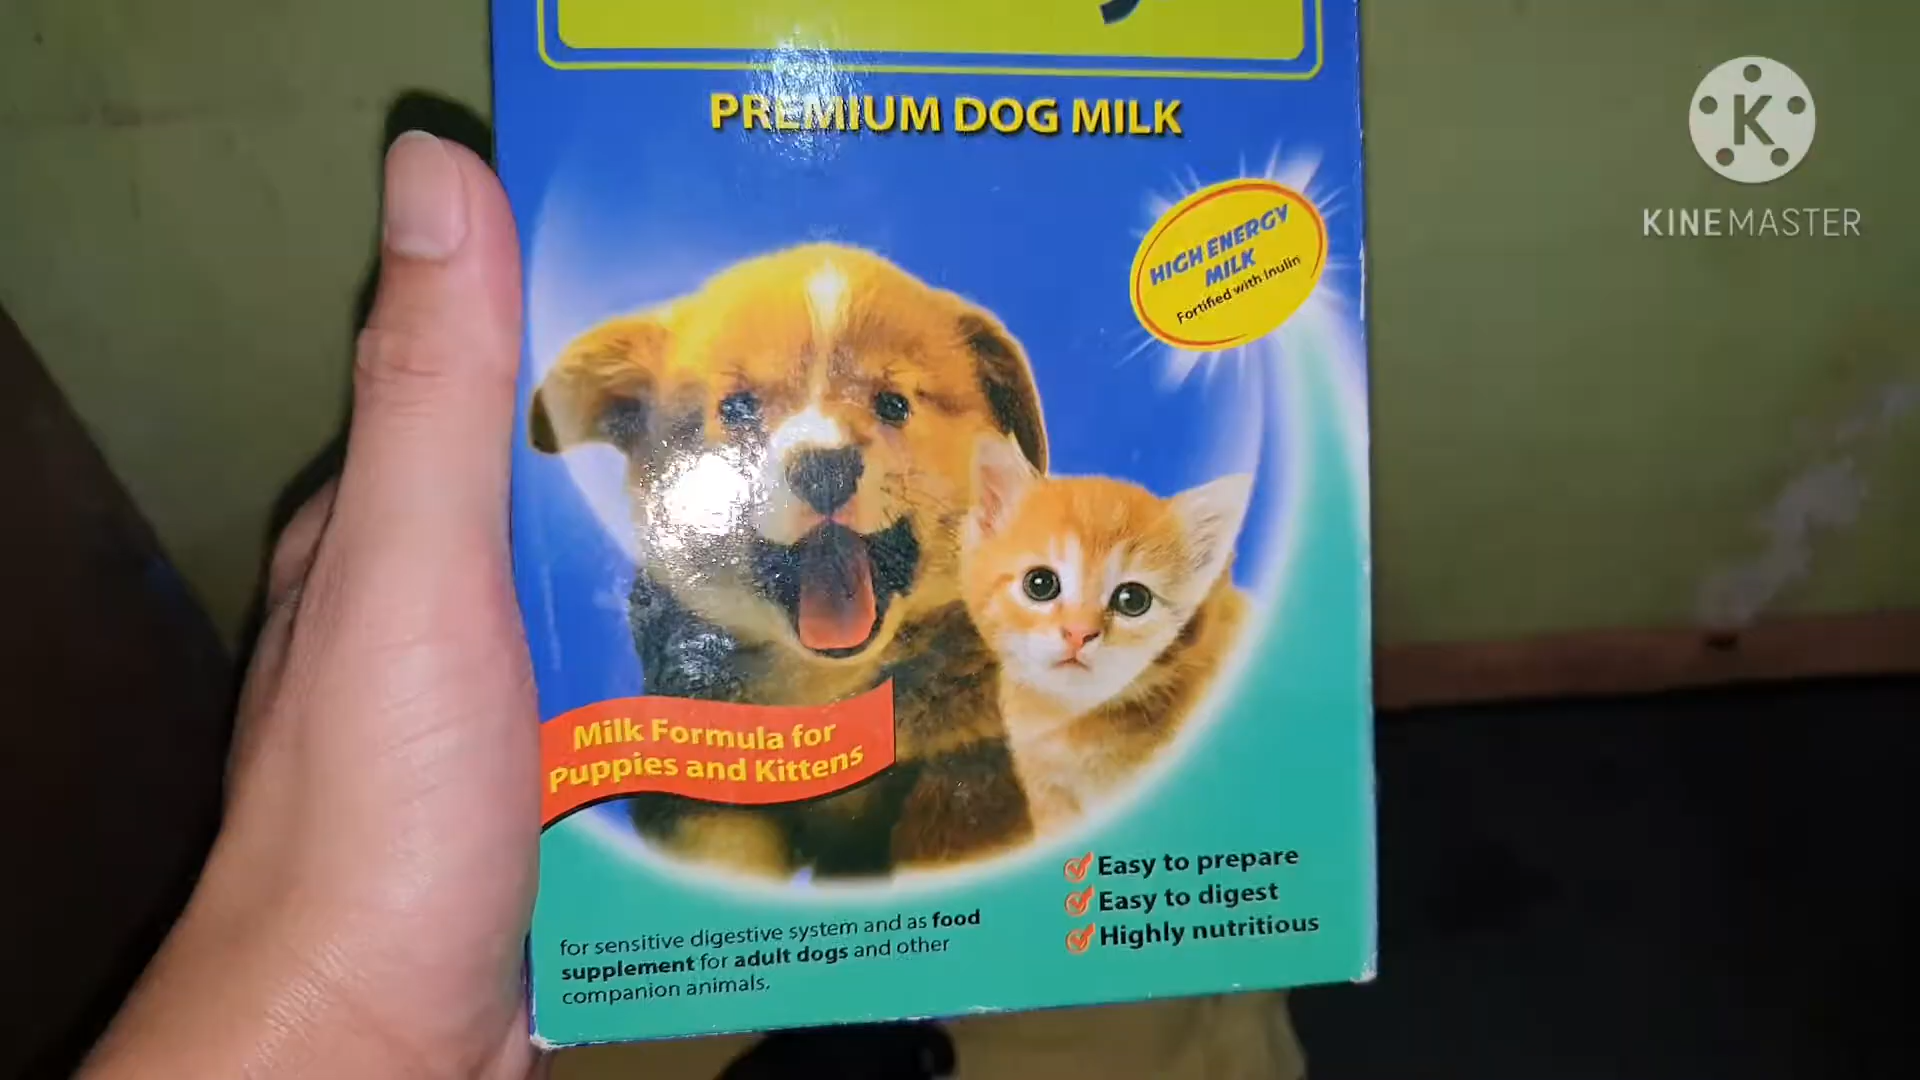 PREMIUM DOG MILK
HIGH ENERGY
MILK
Fortified with Inulin
K
KINEMASTER
Milk Formula for
Puppies and Kittens
Easy to prepare
Easy to digest
Highly nutritious
for sensitive digestive system and as food
supplement for adult dogs and other
companion animals.